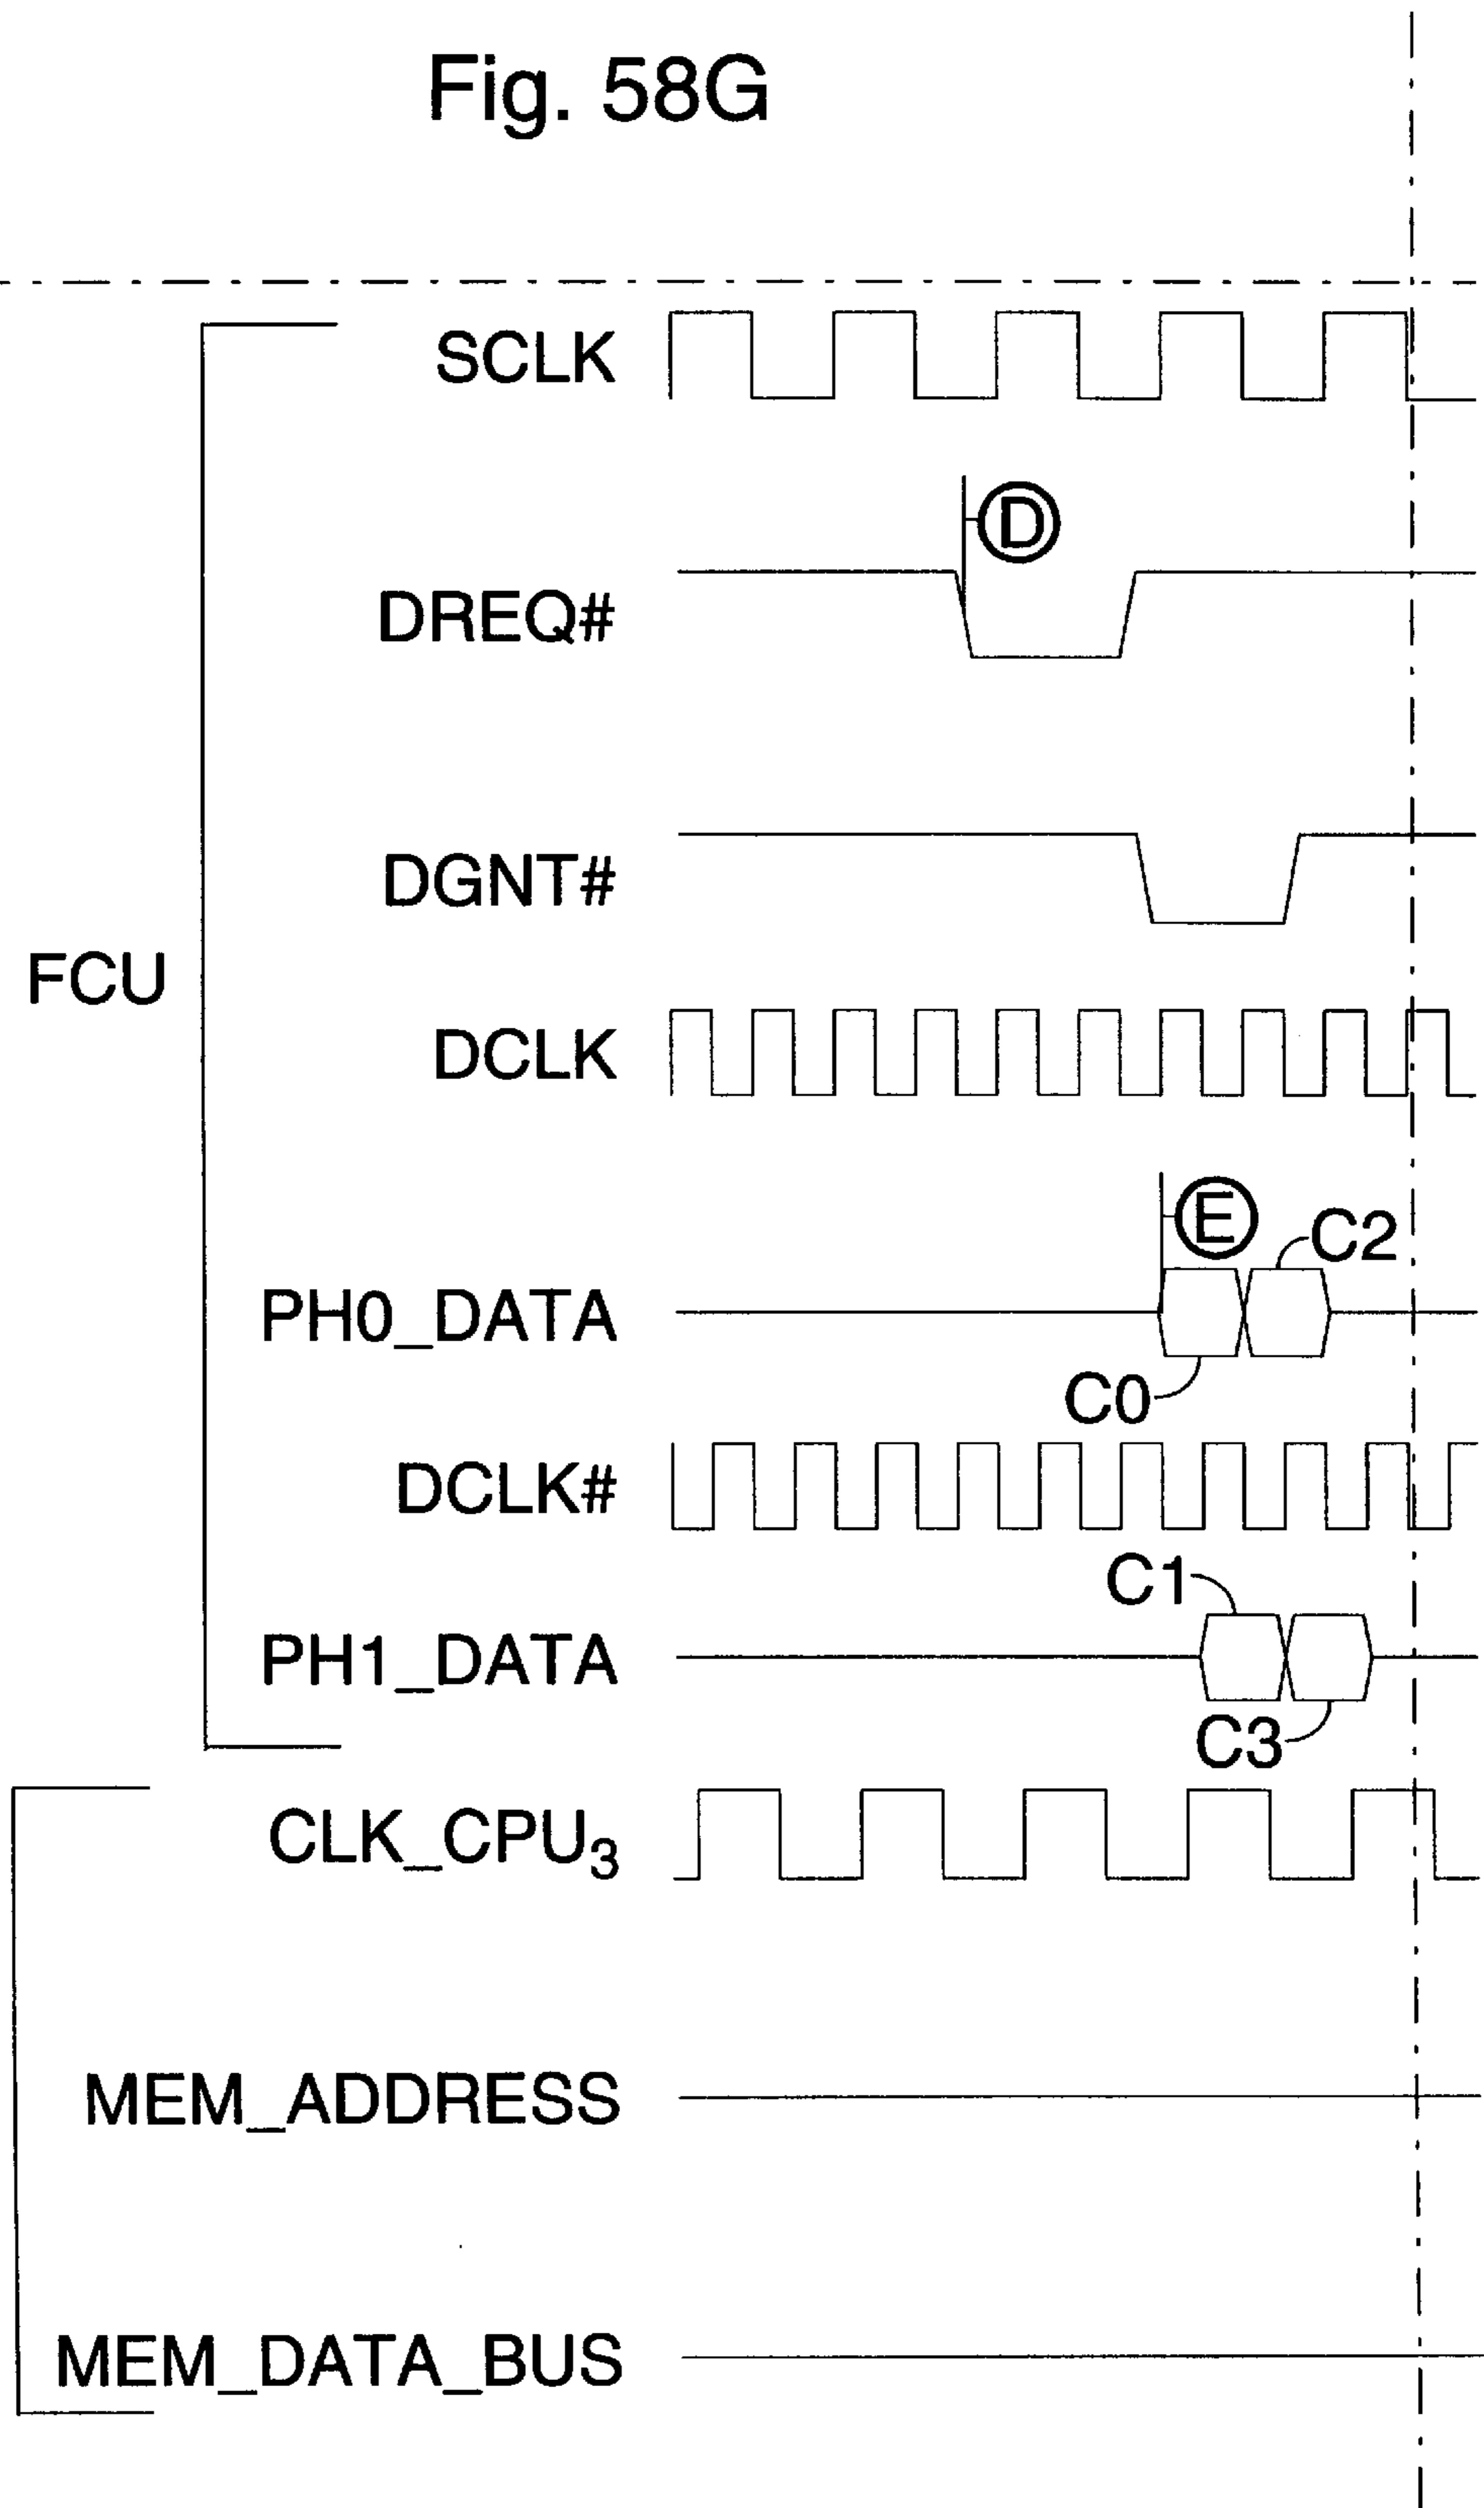 Fig. 58G
SCLK
D
DREQ#
DGNT#
FCU
DCLK
E
C2
PH0_DATA
C0
DCLK#
C1
PH1_DATA
C3
CLK_CPU₃
MEM_ADDRESS
MEM_DATA_BUS